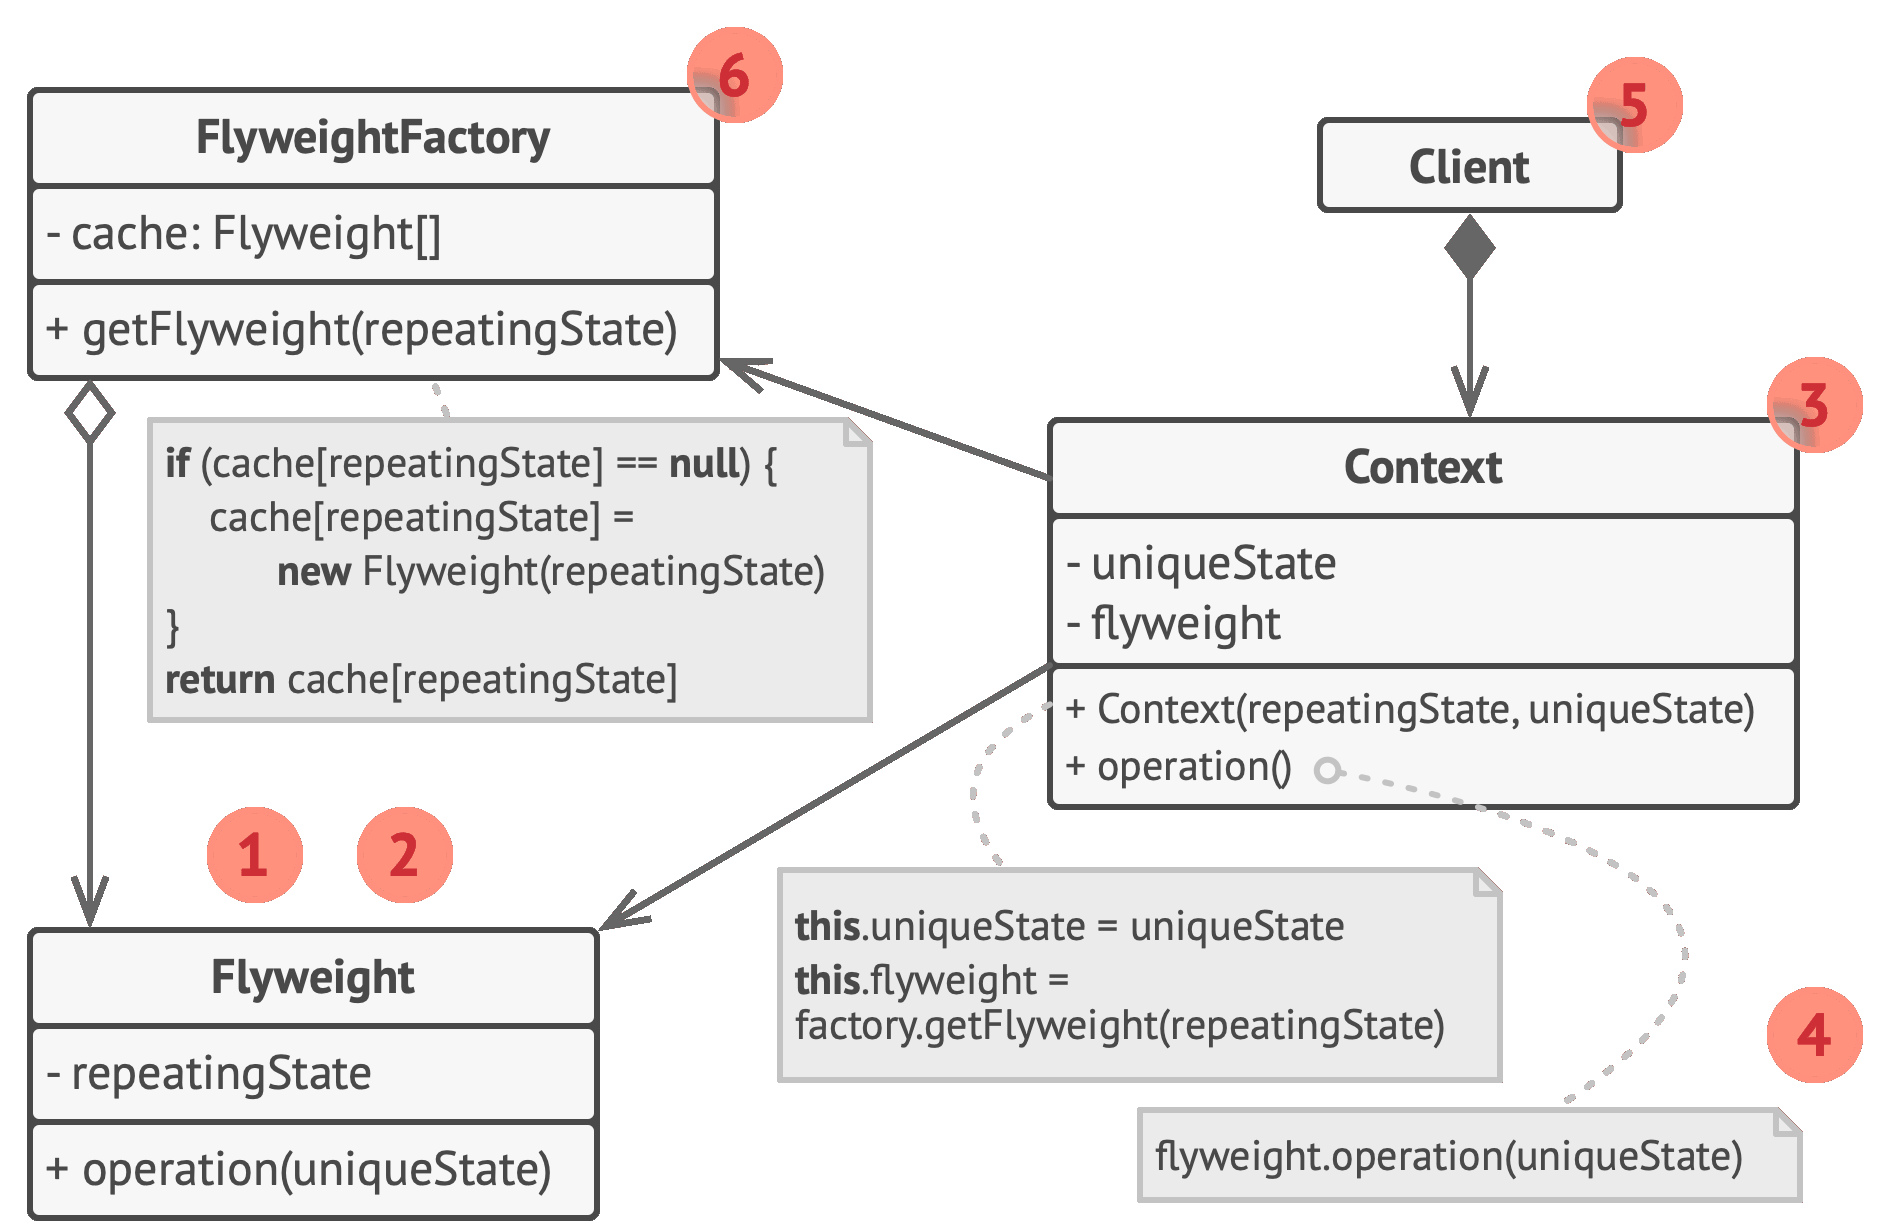 6
FlyweightFactory
- cache: Flyweight[]
+ getFlyweight(repeatingState)
if (cache[repeatingState] == null) {
cache[repeatingState] =
new Flyweight(repeatingState)
}
return cache[repeatingState]
5
Client
3
Context
- uniqueState
- flyweight
+ Context(repeatingState, uniqueState)
+ operation()
1
2
Flyweight
- repeatingState
+ operation(uniqueState)
this.uniqueState = uniqueState
this.flyweight =
factory.getFlyweight(repeatingState)
4
flyweight.operation(uniqueState)